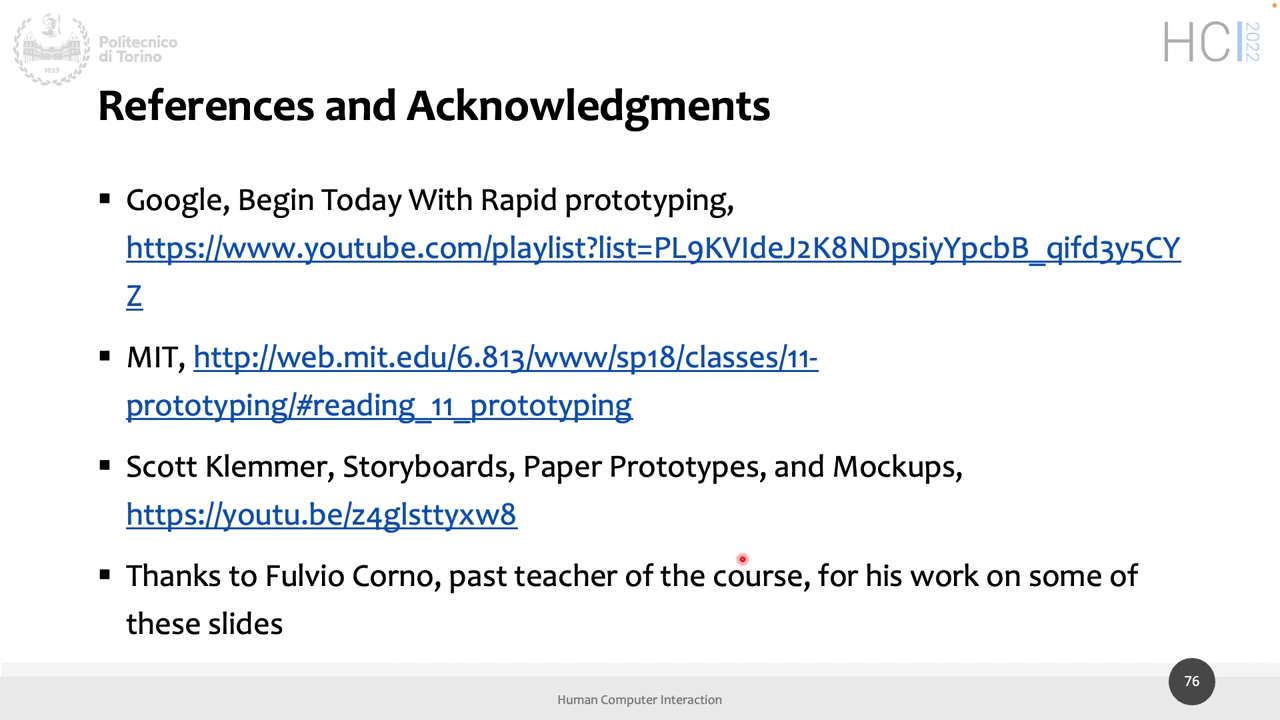 Politecnico
di Torino
1859
HCI 2022
References and Acknowledgments
▪ Google, Begin Today With Rapid prototyping,
https://www.youtube.com/playlist?list=PL9KVIdeJ2K8NDpsiyYpcbB_qifd3y5CY
Z
▪ MIT, http://web.mit.edu/6.813/www/sp18/classes/11-
prototyping/#reading_11_prototyping
▪ Scott Klemmer, Storyboards, Paper Prototypes, and Mockups,
https://youtu.be/z4glsttyxw8
▪ Thanks to Fulvio Corno, past teacher of the course, for his work on some of
these slides
76
Human Computer Interaction